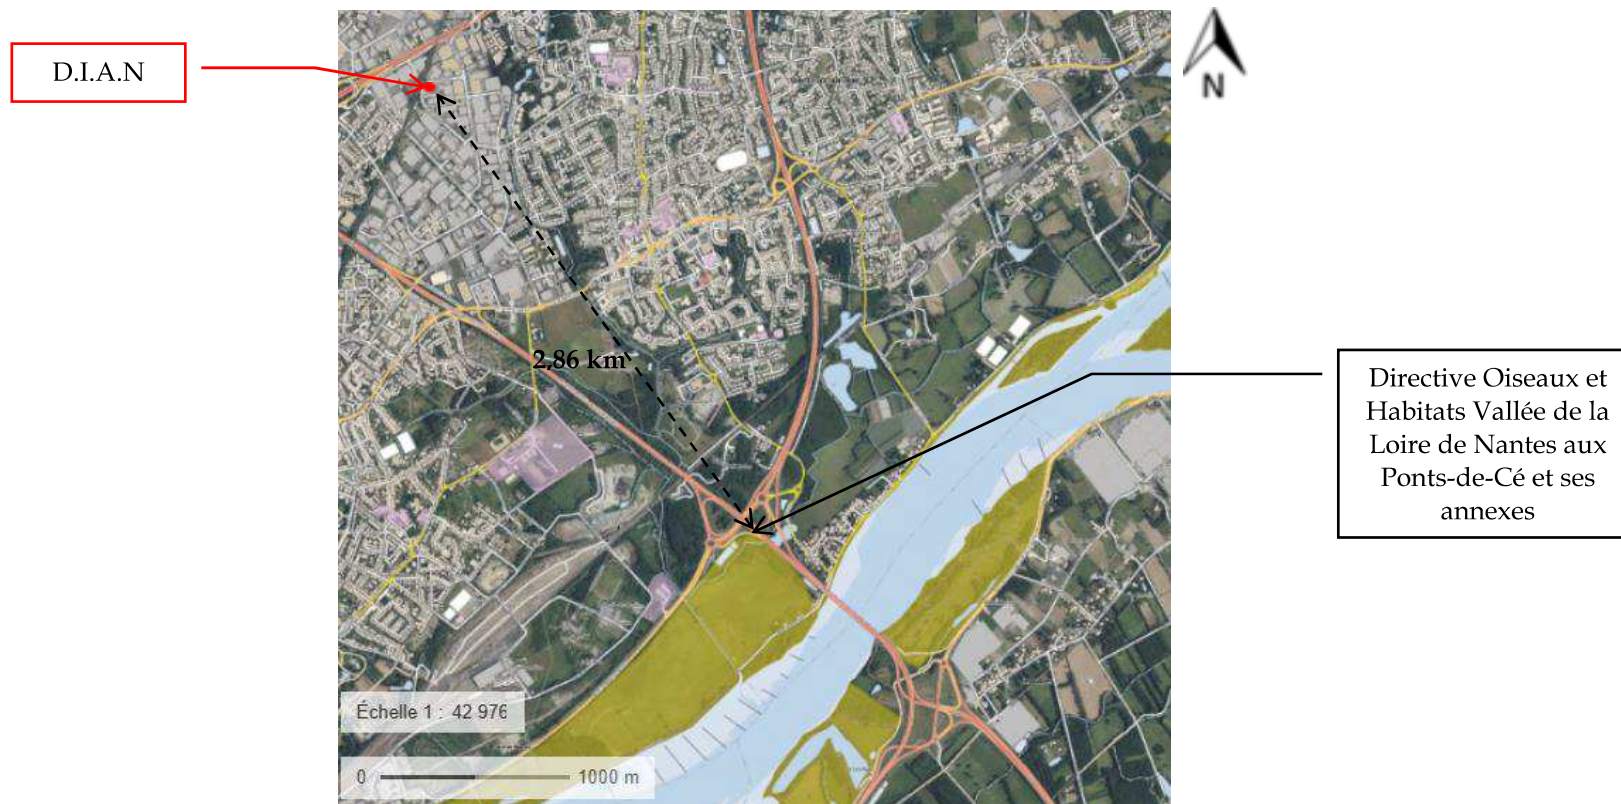 D.I.A.N
N
2,86 km
Directive Oiseaux et
Habitats Vallée de la
Loire de Nantes aux
Ponts-de-Cé et ses
annexes
Échelle 1 : 42 976
0 1000 m